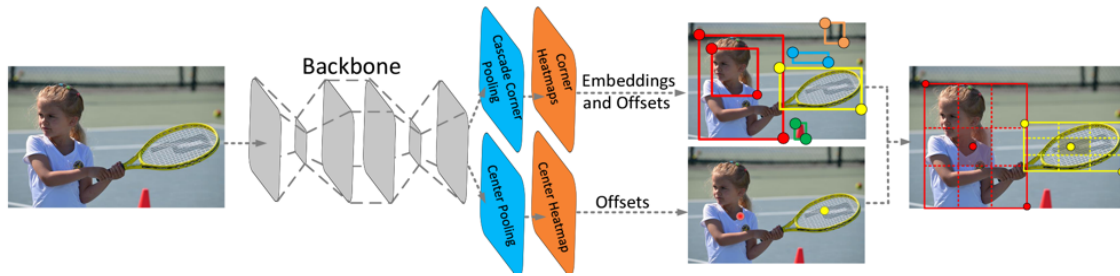 Backbone
Cascade Corner
Pooling
Corner
Heatmaps
Embeddings
and Offsets
Center Pooling
Center Heatmap
Offsets